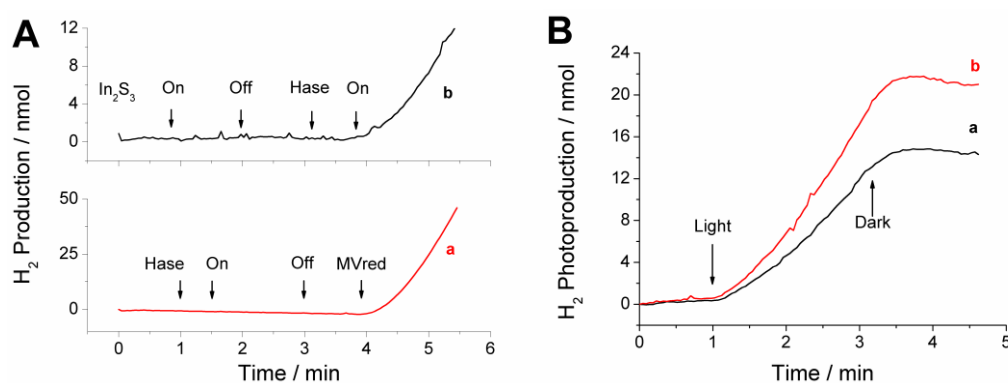 A
12
8
4
0
In₂S₃
On
Off
Hase
On
b
50
25
0
Hase
On
Off
MVred
a
0 1 2 3 4 5 6
Time / min
H₂ Production / nmol
B
24
20
16
12
8
4
0
b
a
Light
Dark
0 1 2 3 4 5
Time / min
H₂ Photoproduction / nmol